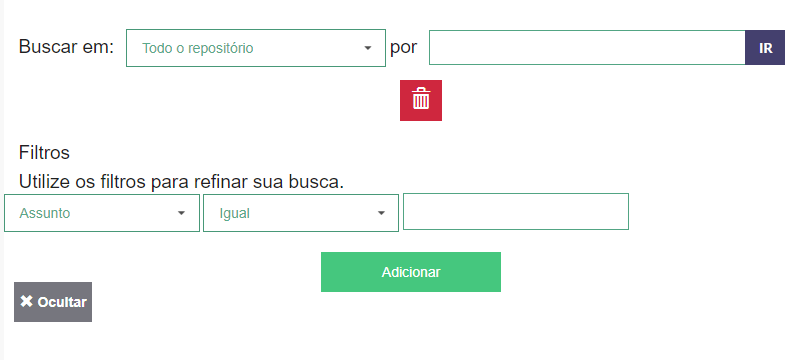 Buscar em: Todo o repositório por IR
Filtros
Utilize os filtros para refinar sua busca.
Assunto Igual
Adicionar
Ocultar